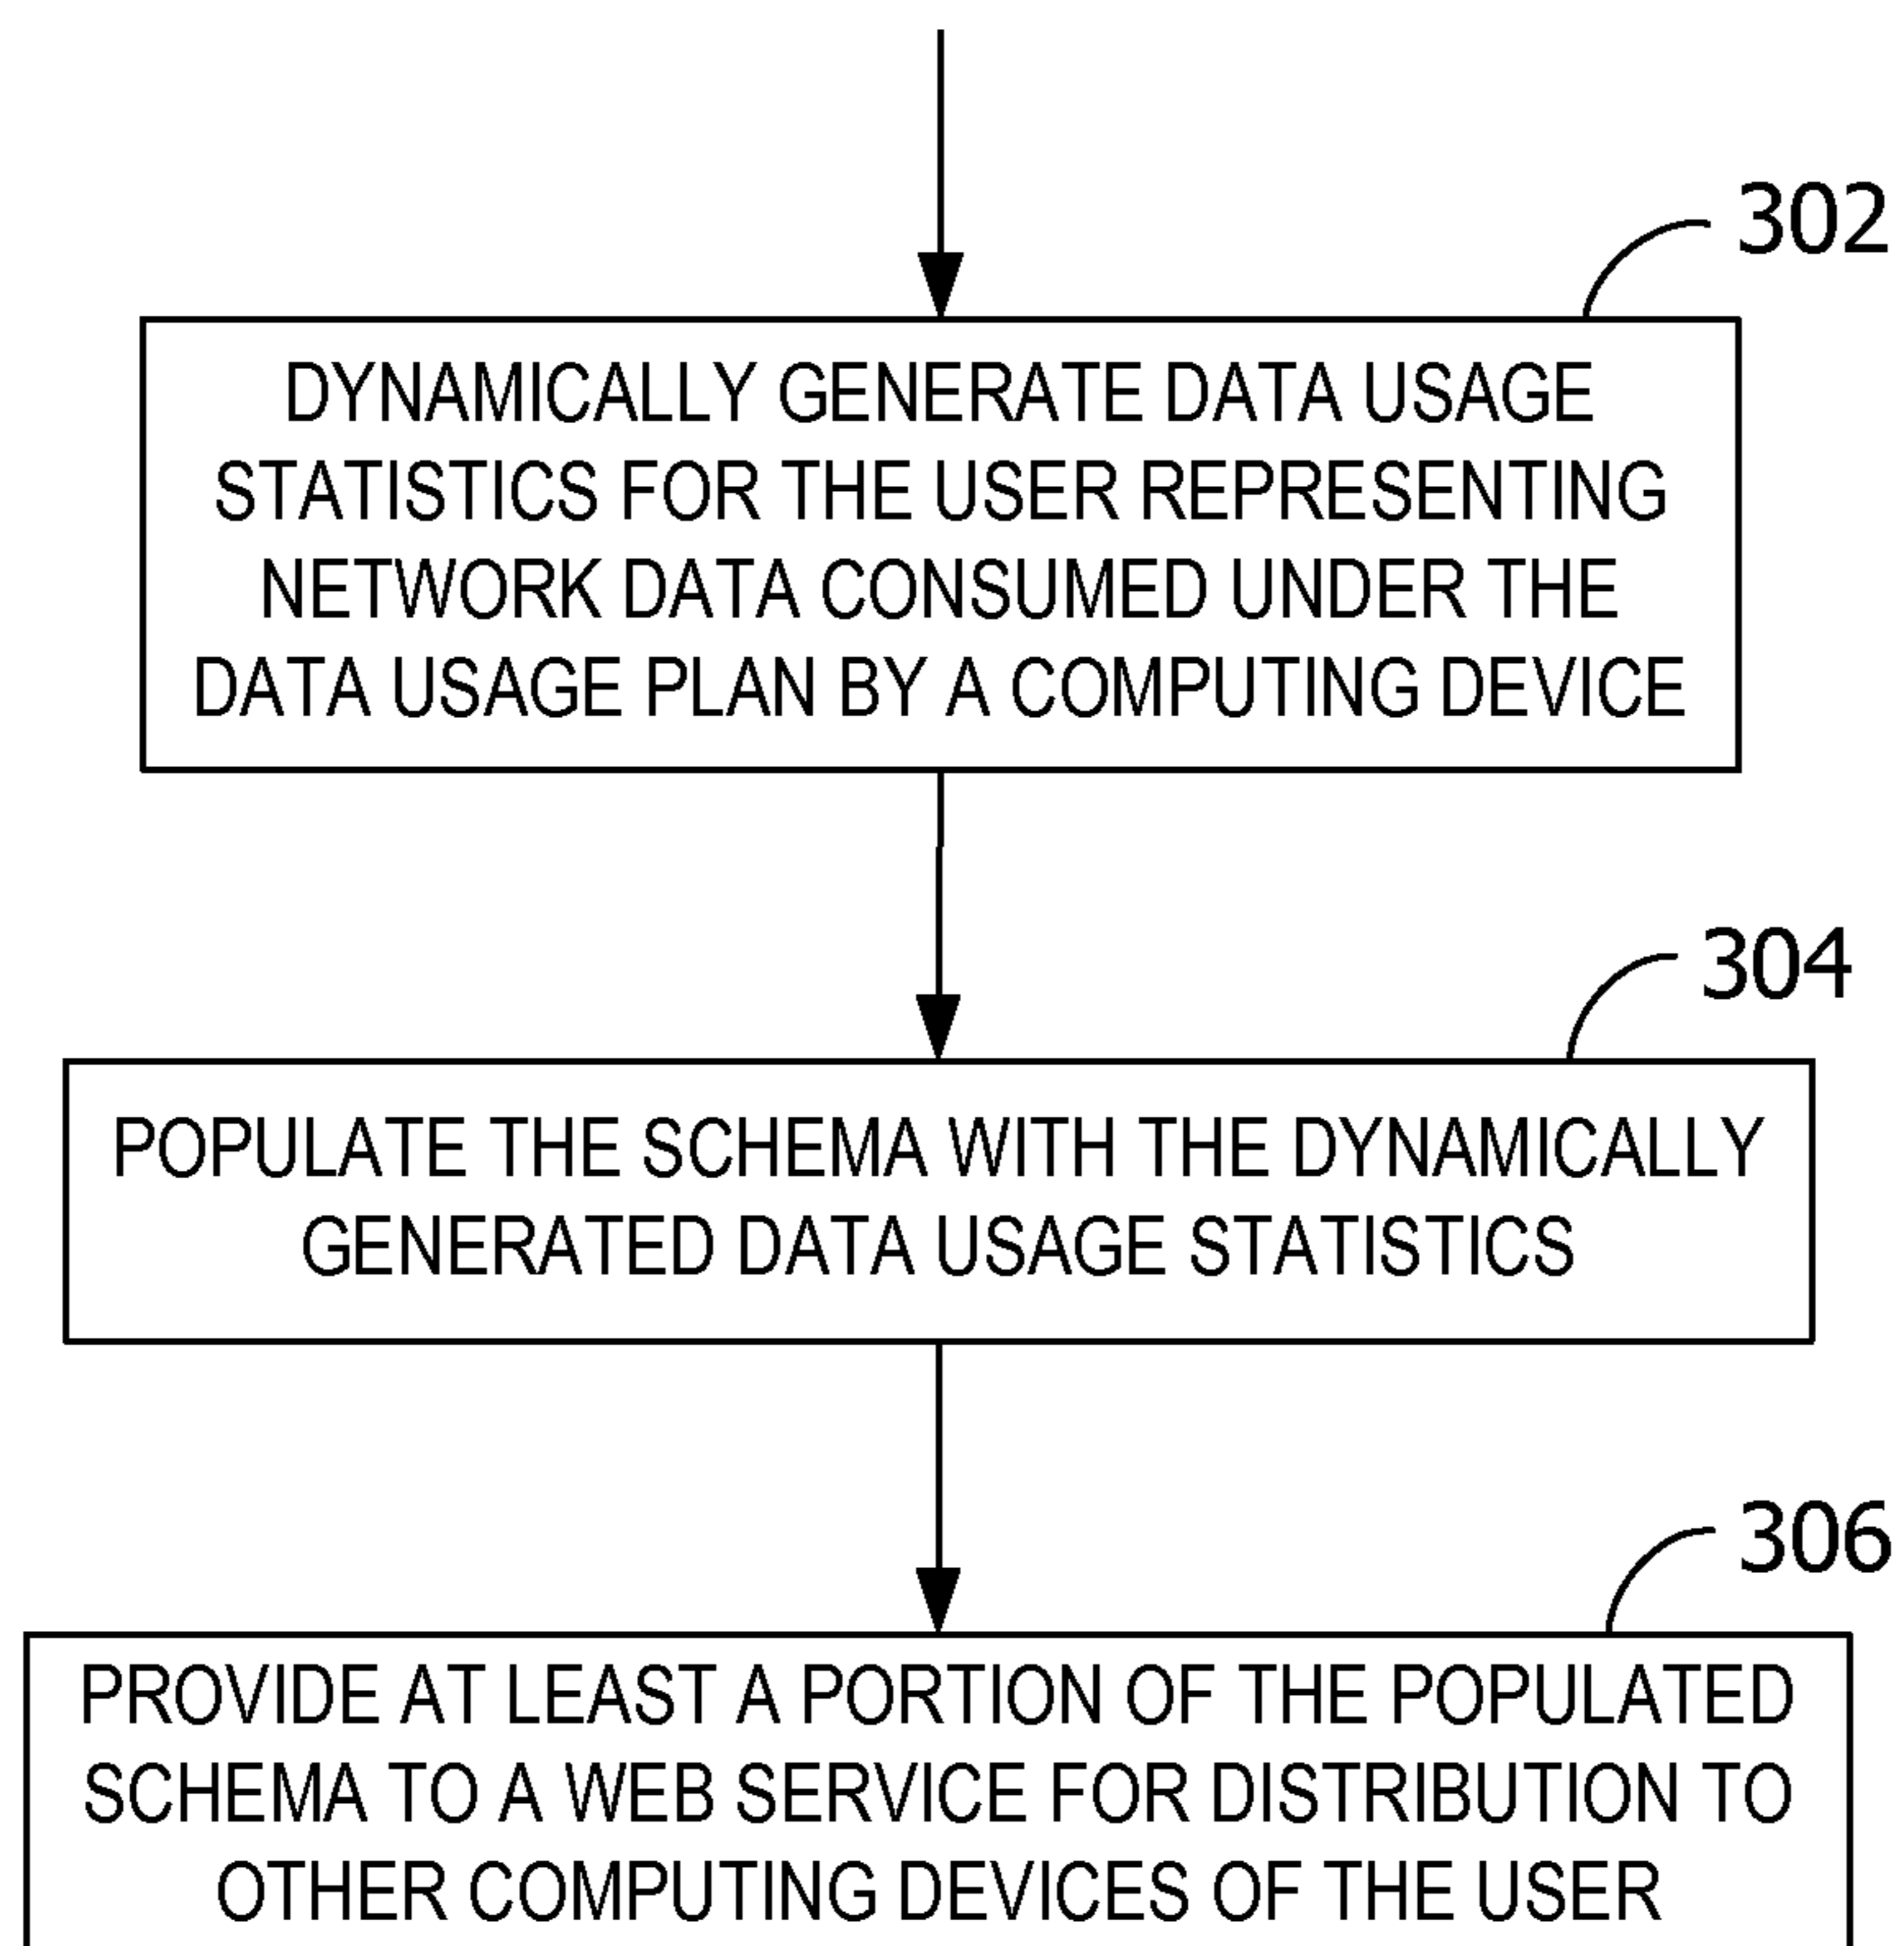 302
DYNAMICALLY GENERATE DATA USAGE
STATISTICS FOR THE USER REPRESENTING
NETWORK DATA CONSUMED UNDER THE
DATA USAGE PLAN BY A COMPUTING DEVICE
304
POPULATE THE SCHEMA WITH THE DYNAMICALLY
GENERATED DATA USAGE STATISTICS
306
PROVIDE AT LEAST A PORTION OF THE POPULATED
SCHEMA TO A WEB SERVICE FOR DISTRIBUTION TO
OTHER COMPUTING DEVICES OF THE USER